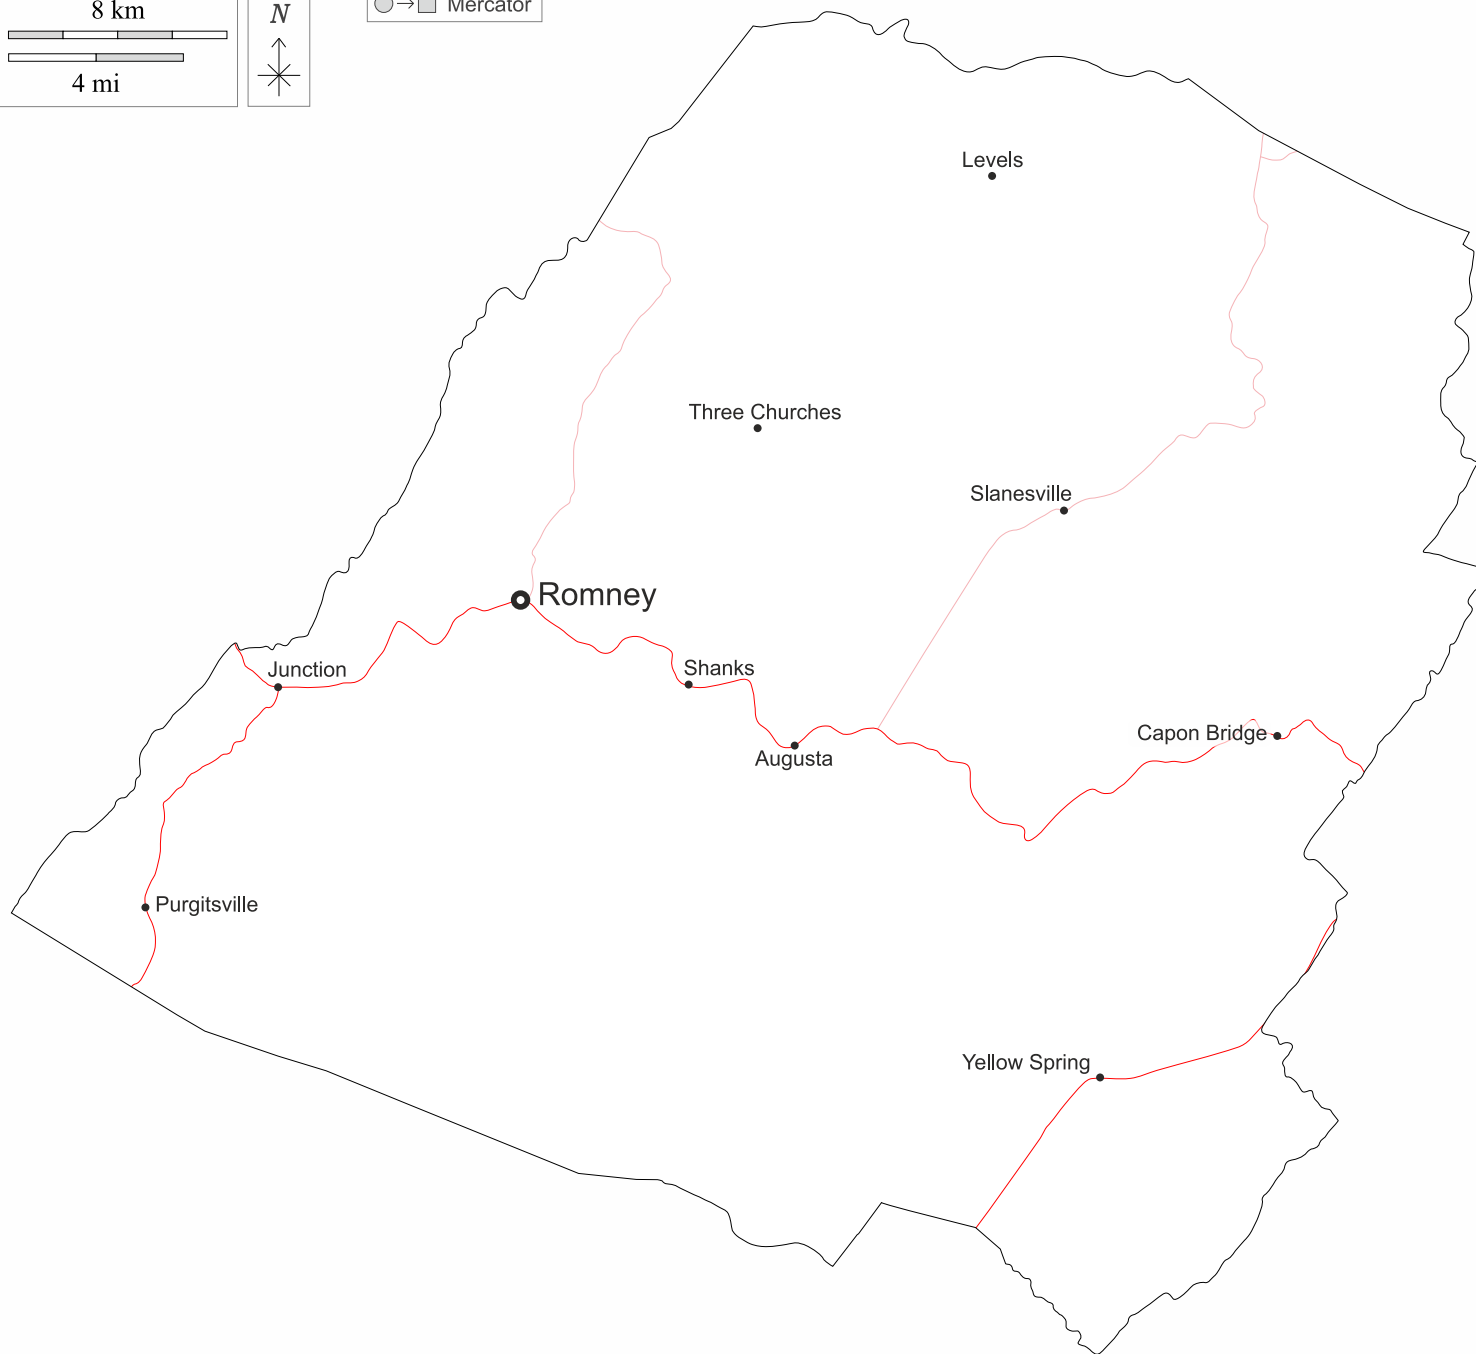 8 km
4 mi
N
Mercator
Levels
Three Churches
Slanesville
Romney
Junction
Shanks
Capon Bridge
Augusta
Purgitsville
Yellow Spring